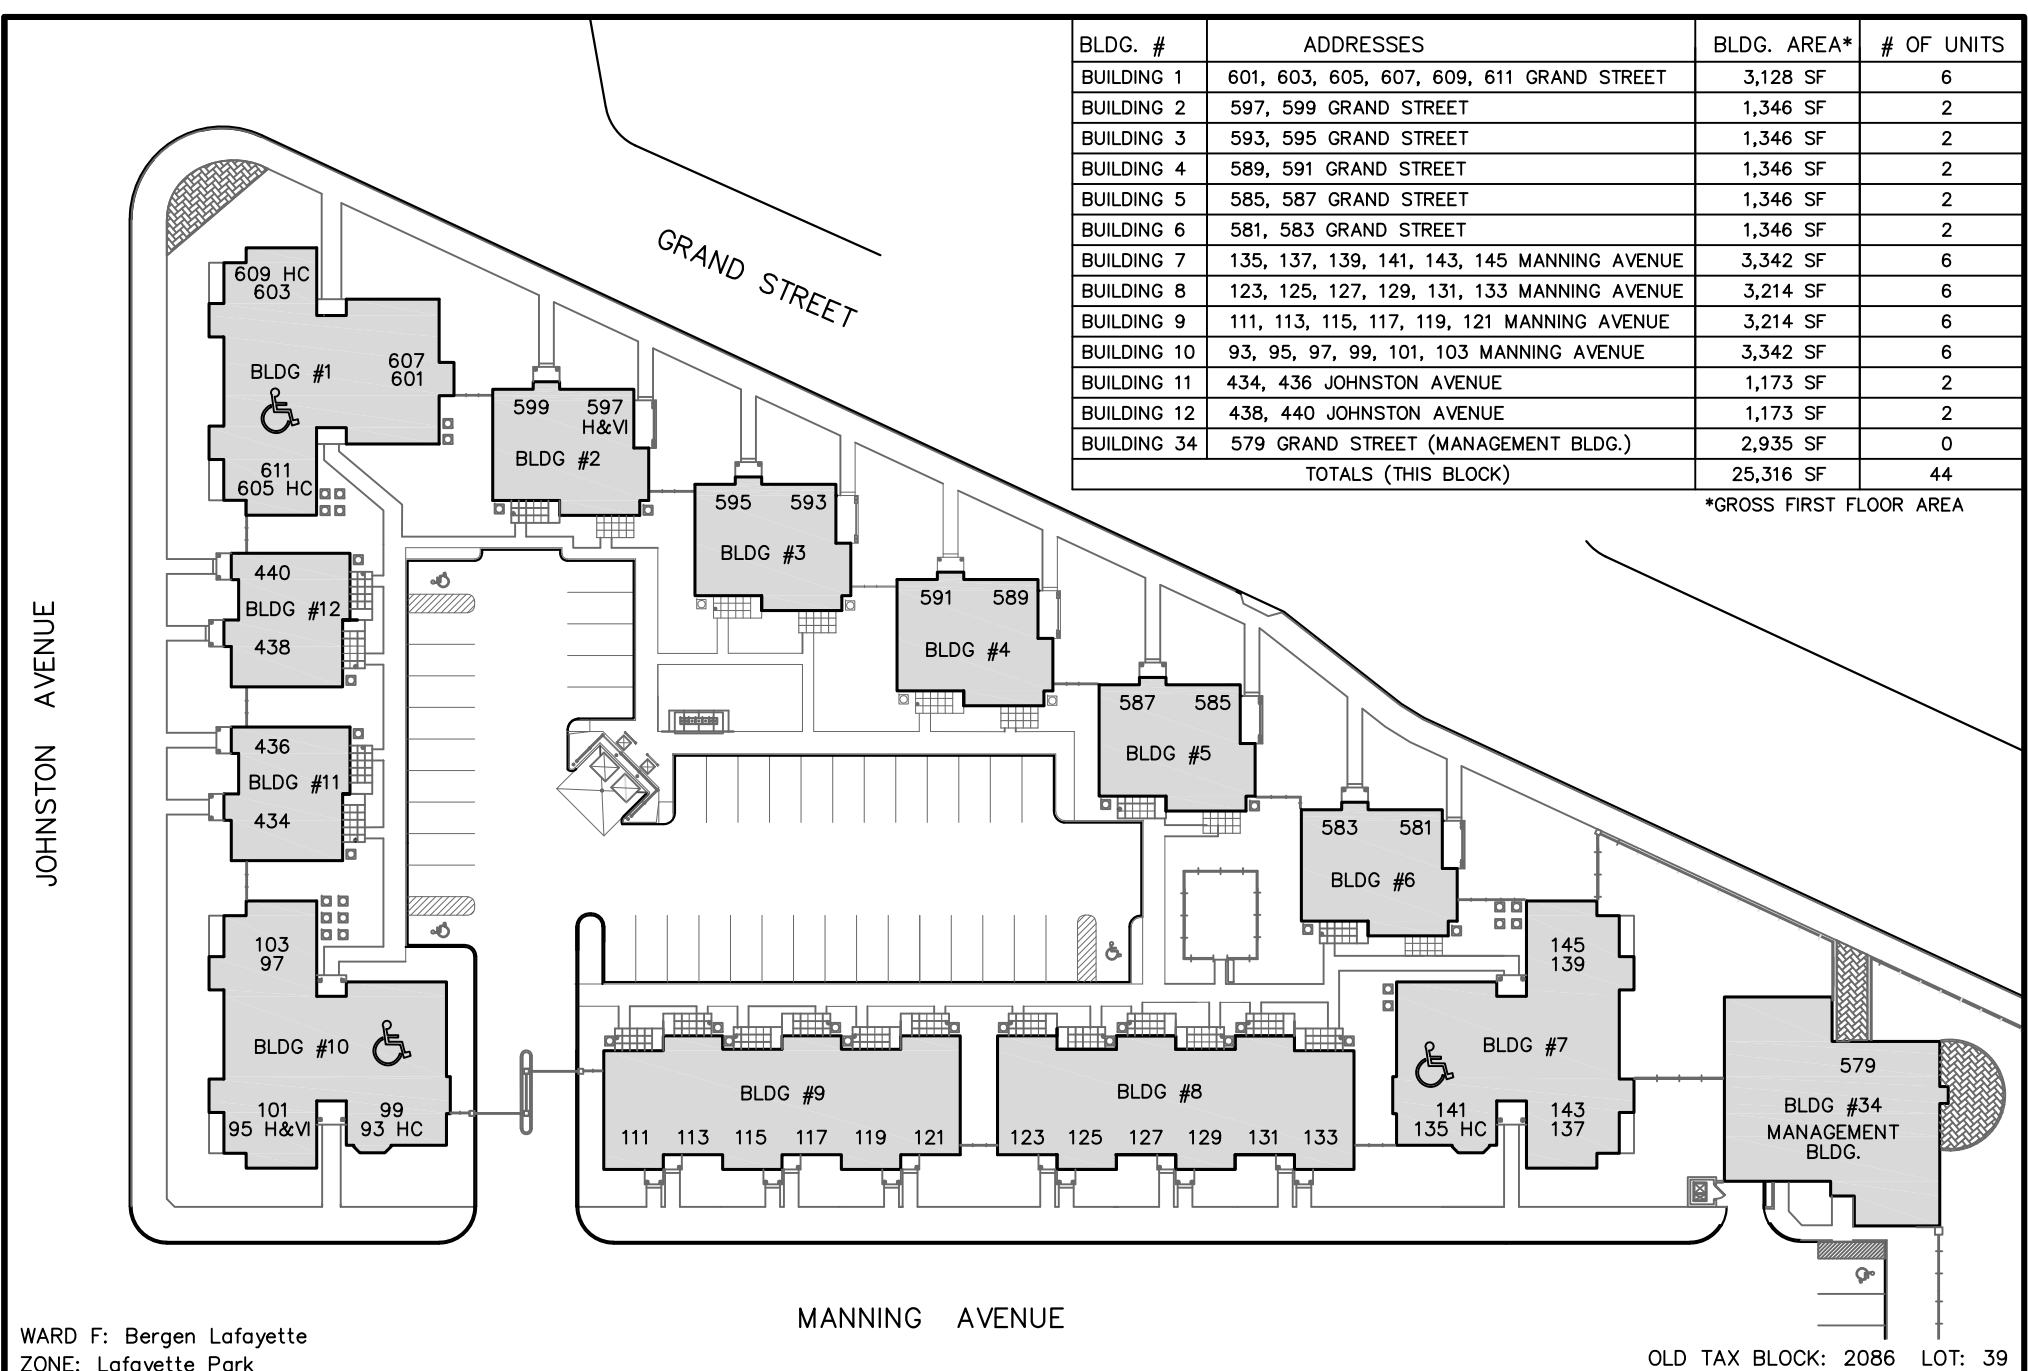 BLDG. # ADDRESSES BLDG. AREA* # OF UNITS
BUILDING 1 601, 603, 605, 607, 609, 611 GRAND STREET 3,128 SF 6
BUILDING 2 597, 599 GRAND STREET 1,346 SF 2
BUILDING 3 593, 595 GRAND STREET 1,346 SF 2
BUILDING 4 589, 591 GRAND STREET 1,346 SF 2
BUILDING 5 585, 587 GRAND STREET 1,346 SF 2
BUILDING 6 581, 583 GRAND STREET 1,346 SF 2
BUILDING 7 135, 137, 139, 141, 143, 145 MANNING AVENUE 3,342 SF 6
BUILDING 8 123, 125, 127, 129, 131, 133 MANNING AVENUE 3,214 SF 6
BUILDING 9 111, 113, 115, 117, 119, 121 MANNING AVENUE 3,214 SF 6
BUILDING 10 93, 95, 97, 99, 101, 103 MANNING AVENUE 3,342 SF 6
BUILDING 11 434, 436 JOHNSTON AVENUE 1,173 SF 2
BUILDING 12 438, 440 JOHNSTON AVENUE 1,173 SF 2
BUILDING 34 579 GRAND STREET (MANAGEMENT BLDG.) 2,935 SF 0
TOTALS (THIS BLOCK) 25,316 SF 44
*GROSS FIRST FLOOR AREA
GRAND STREET
609 HC
603
607
601
BLDG #1
611
605 HC
599 597
H&VI
BLDG #2
595 593
BLDG #3
591 589
BLDG #4
587 585
BLDG #5
583 581
BLDG #6
440
BLDG #12
438
436
BLDG #11
434
JOHNSTON AVENUE
103
97
BLDG #10
101
95 H&VI
99
93 HC
BLDG #9
111 113 115 117 119 121
BLDG #8
123 125 127 129 131 133
145
139
BLDG #7
141
135 HC
143
137
579
BLDG #34
MANAGEMENT
BLDG.
MANNING AVENUE
WARD F: Bergen Lafayette
ZONE: Lafayette Park
OLD TAX BLOCK: 2086 LOT: 39